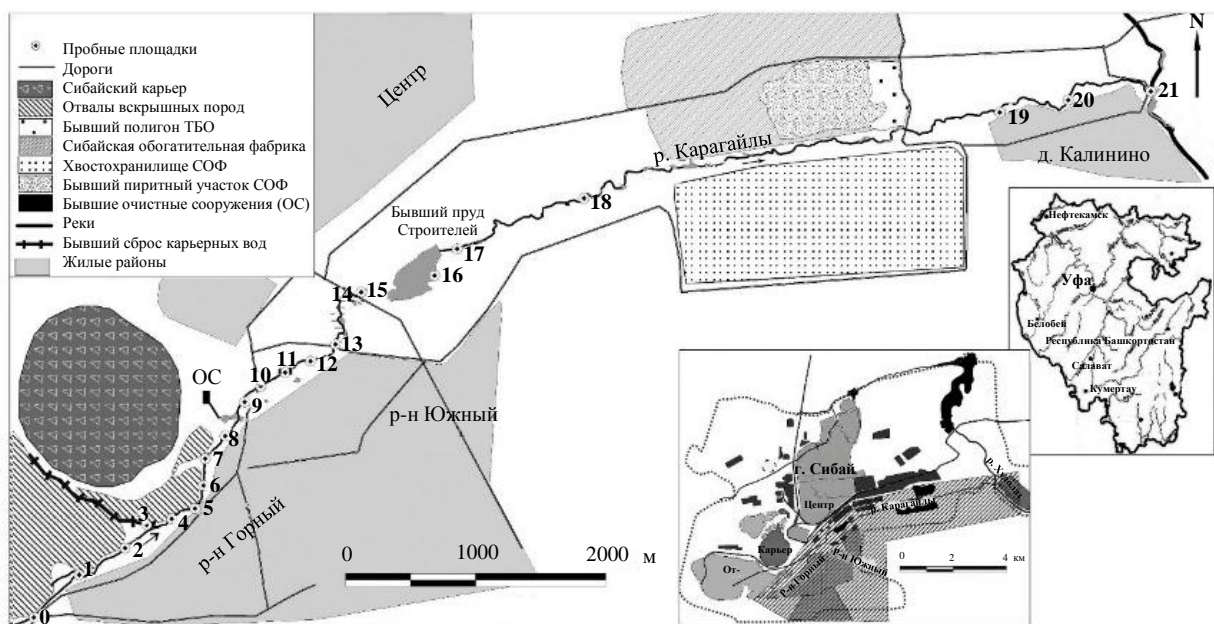 Пробные площадки
Дороги
Сибайский карьер
Отвалы вскрышных пород
Бывший полигон ТБО
Сибайская обогатительная фабрика
Хвостохранилище СОФ
Бывший пиритный участок СОФ
Бывшие очистные сооружения (ОС)
Реки
Бывший сброс карьерных вод
Жилые районы
Центр
N
р. Карагайлы
21
20
19
д. Калинино
18
Бывший пруд
Строителей
17
16
15
14
13
12
11
10
ОС
9
8
7
6
5
4
3
2
1
0
р-н Южный
р-н Горный
0 1000 2000 м
Нефтекамск
Уфа
Белобей
Республика Башкортостан
Салават
Кумертау
г. Сибай
Центр
р. Карагайлы
Карьер
От-
р-н Горный
р-н Южный
0 2 4 км